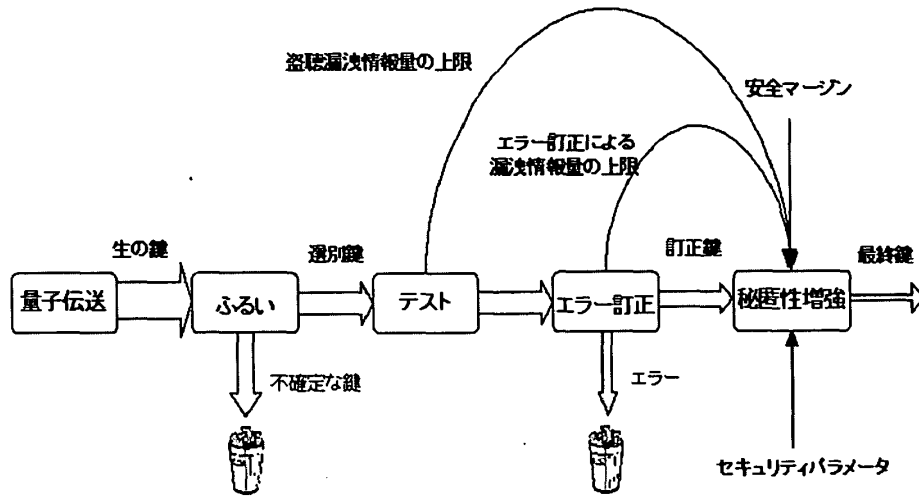 盗聴漏洩情報量の上限
安全マージン
エラー訂正による
漏洩情報量の上限
生の鍵
選別鍵
訂正鍵
最終鍵
量子伝送
ふるい
テスト
エラー訂正
秘匿性増強
不確定な鍵
エラー
セキュリティパラメータ